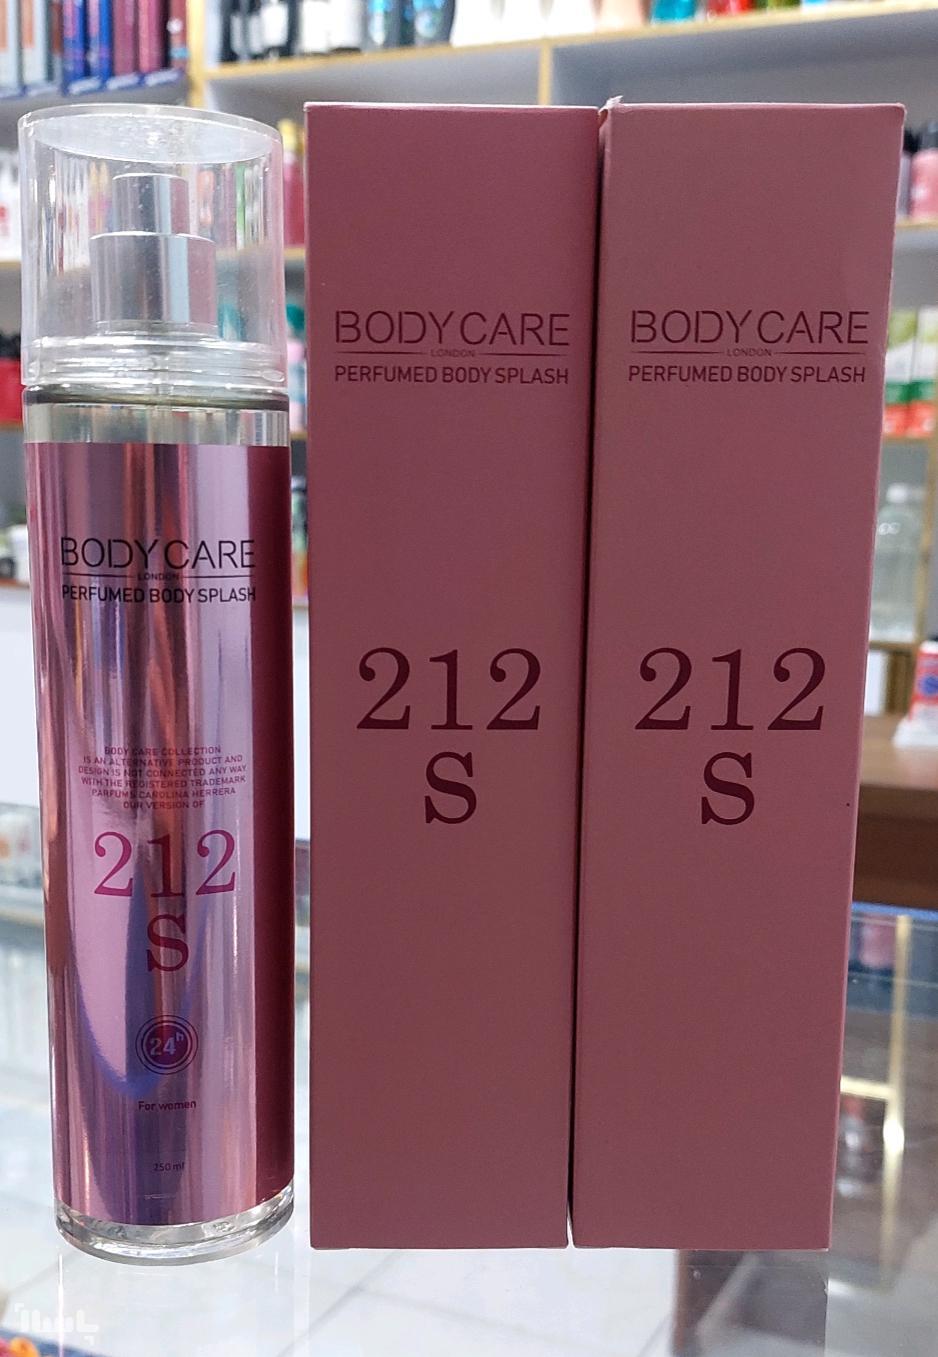 BODY CARE
LONDON
PERFUMED BODY SPLASH
BODY CARE COLLECTION
IS AN ALTERNATIVE PRODUCT AND
DESIGN IS NOT CONNECTED ANY WAY
WITH THE REGISTERED TRADEMARK
PARFUMS CAROLINA HERRERA
OUR VERSION OF
212
S
24h
For women
250 ml
BODY CARE
LONDON
PERFUMED BODY SPLASH
212
S
BODY CARE
LONDON
PERFUMED BODY SPLASH
212
S
باسلام